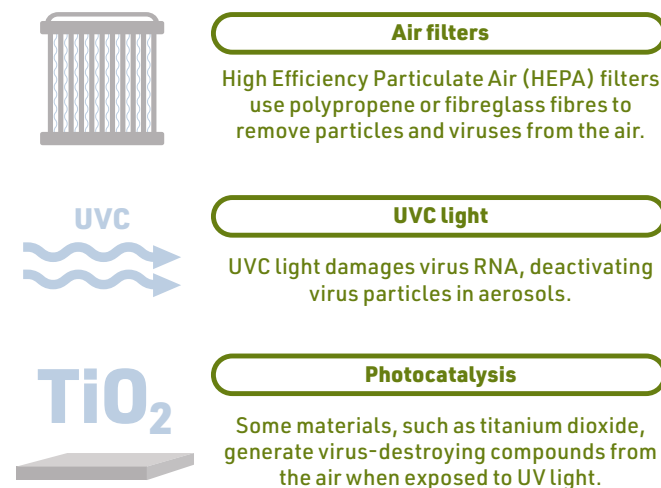 Air filters
High Efficiency Particulate Air (HEPA) filters
use polypropene or fibreglass fibres to
remove particles and viruses from the air.
UVC
UVC light
UVC light damages virus RNA, deactivating
virus particles in aerosols.
TiO₂
Photocatalysis
Some materials, such as titanium dioxide,
generate virus-destroying compounds from
the air when exposed to UV light.